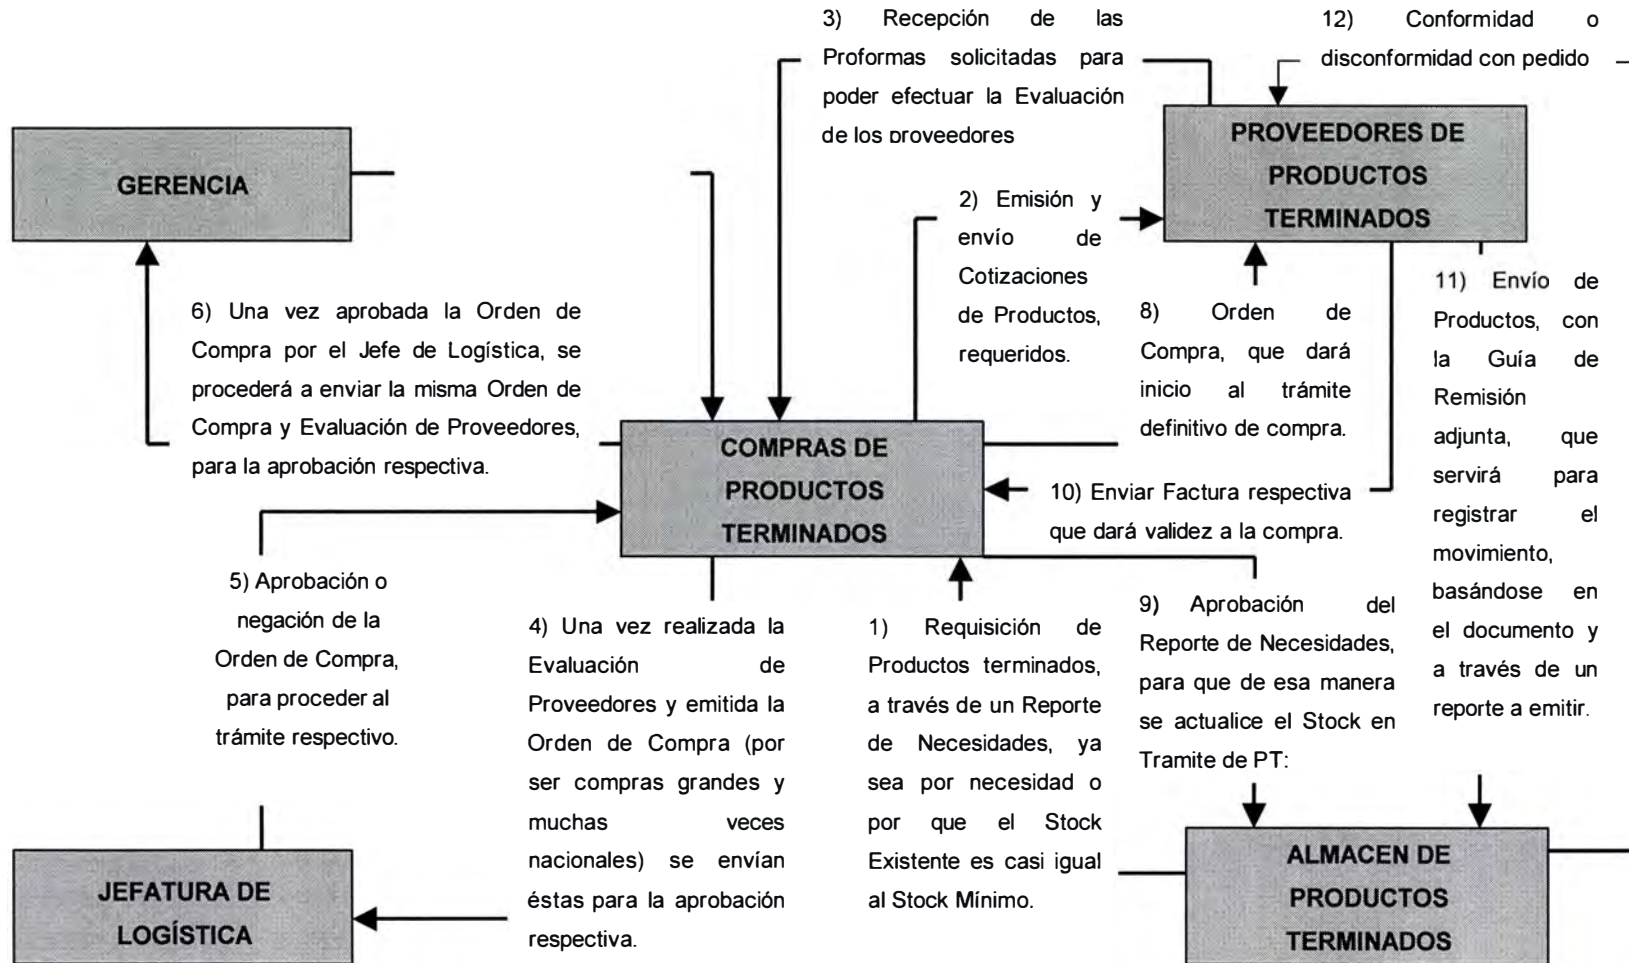 3) Recepción de las
Proformas solicitadas para
poder efectuar la Evaluación
de los proveedores
12) Conformidad o
disconformidad con pedido
GERENCIA
PROVEEDORES DE
PRODUCTOS
TERMINADOS
2) Emisión y
envío de
Cotizaciones
de Productos,
requeridos.
6) Una vez aprobada la Orden de
Compra por el Jefe de Logística, se
procederá a enviar la misma Orden de
Compra y Evaluación de Proveedores,
para la aprobación respectiva.
8) Orden de
Compra, que dará
inicio al trámite
definitivo de compra.
11) Envío de
Productos, con
la Guía de
Remisión
adjunta, que
servirá para
registrar el
movimiento,
basándose en
el documento y
a través de un
reporte a emitir.
COMPRAS DE
PRODUCTOS
TERMINADOS
10) Enviar Factura respectiva
que dará validez a la compra.
5) Aprobación o
negación de la
Orden de Compra,
para proceder al
trámite respectivo.
4) Una vez realizada la
Evaluación de
Proveedores y emitida la
Orden de Compra (por
ser compras grandes y
muchas veces
nacionales) se envían
éstas para la aprobación
respectiva.
1) Requisición de
Productos terminados,
a través de un Reporte
de Necesidades, ya
sea por necesidad o
por que el Stock
Existente es casi igual
al Stock Mínimo.
9) Aprobación del
Reporte de Necesidades,
para que de esa manera
se actualice el Stock en
Tramite de PT:
JEFATURA DE
LOGÍSTICA
ALMACEN DE
PRODUCTOS
TERMINADOS